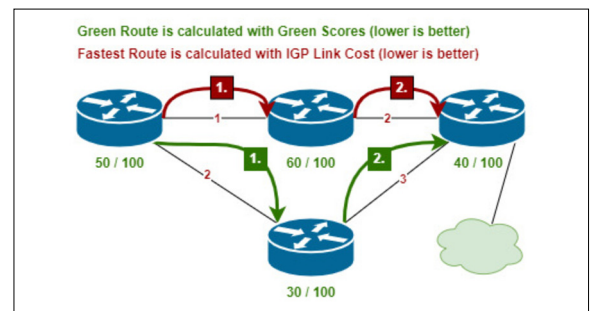 Green Route is calculated with Green Scores (lower is better)
Fastest Route is calculated with IGP Link Cost (lower is better)
1. 2.
1 2
50 / 100 1. 60 / 100 2. 40 / 100
2 3
30 / 100